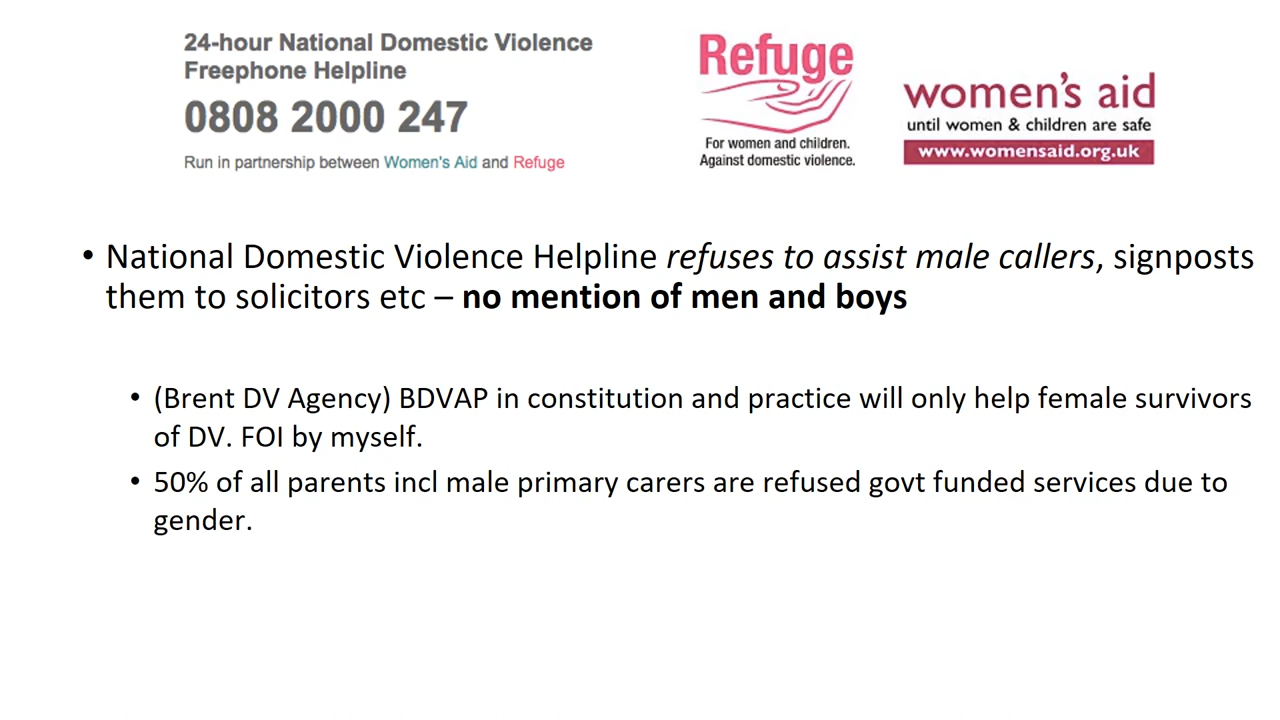 24-hour National Domestic Violence
Freephone Helpline
0808 2000 247
Run in partnership between Women's Aid and Refuge
Refuge
For women and children.
Against domestic violence.
women's aid
until women & children are safe
www.womensaid.org.uk
• National Domestic Violence Helpline refuses to assist male callers, signposts
them to solicitors etc – no mention of men and boys
• (Brent DV Agency) BDVAP in constitution and practice will only help female survivors
of DV. FOI by myself.
• 50% of all parents incl male primary carers are refused govt funded services due to
gender.